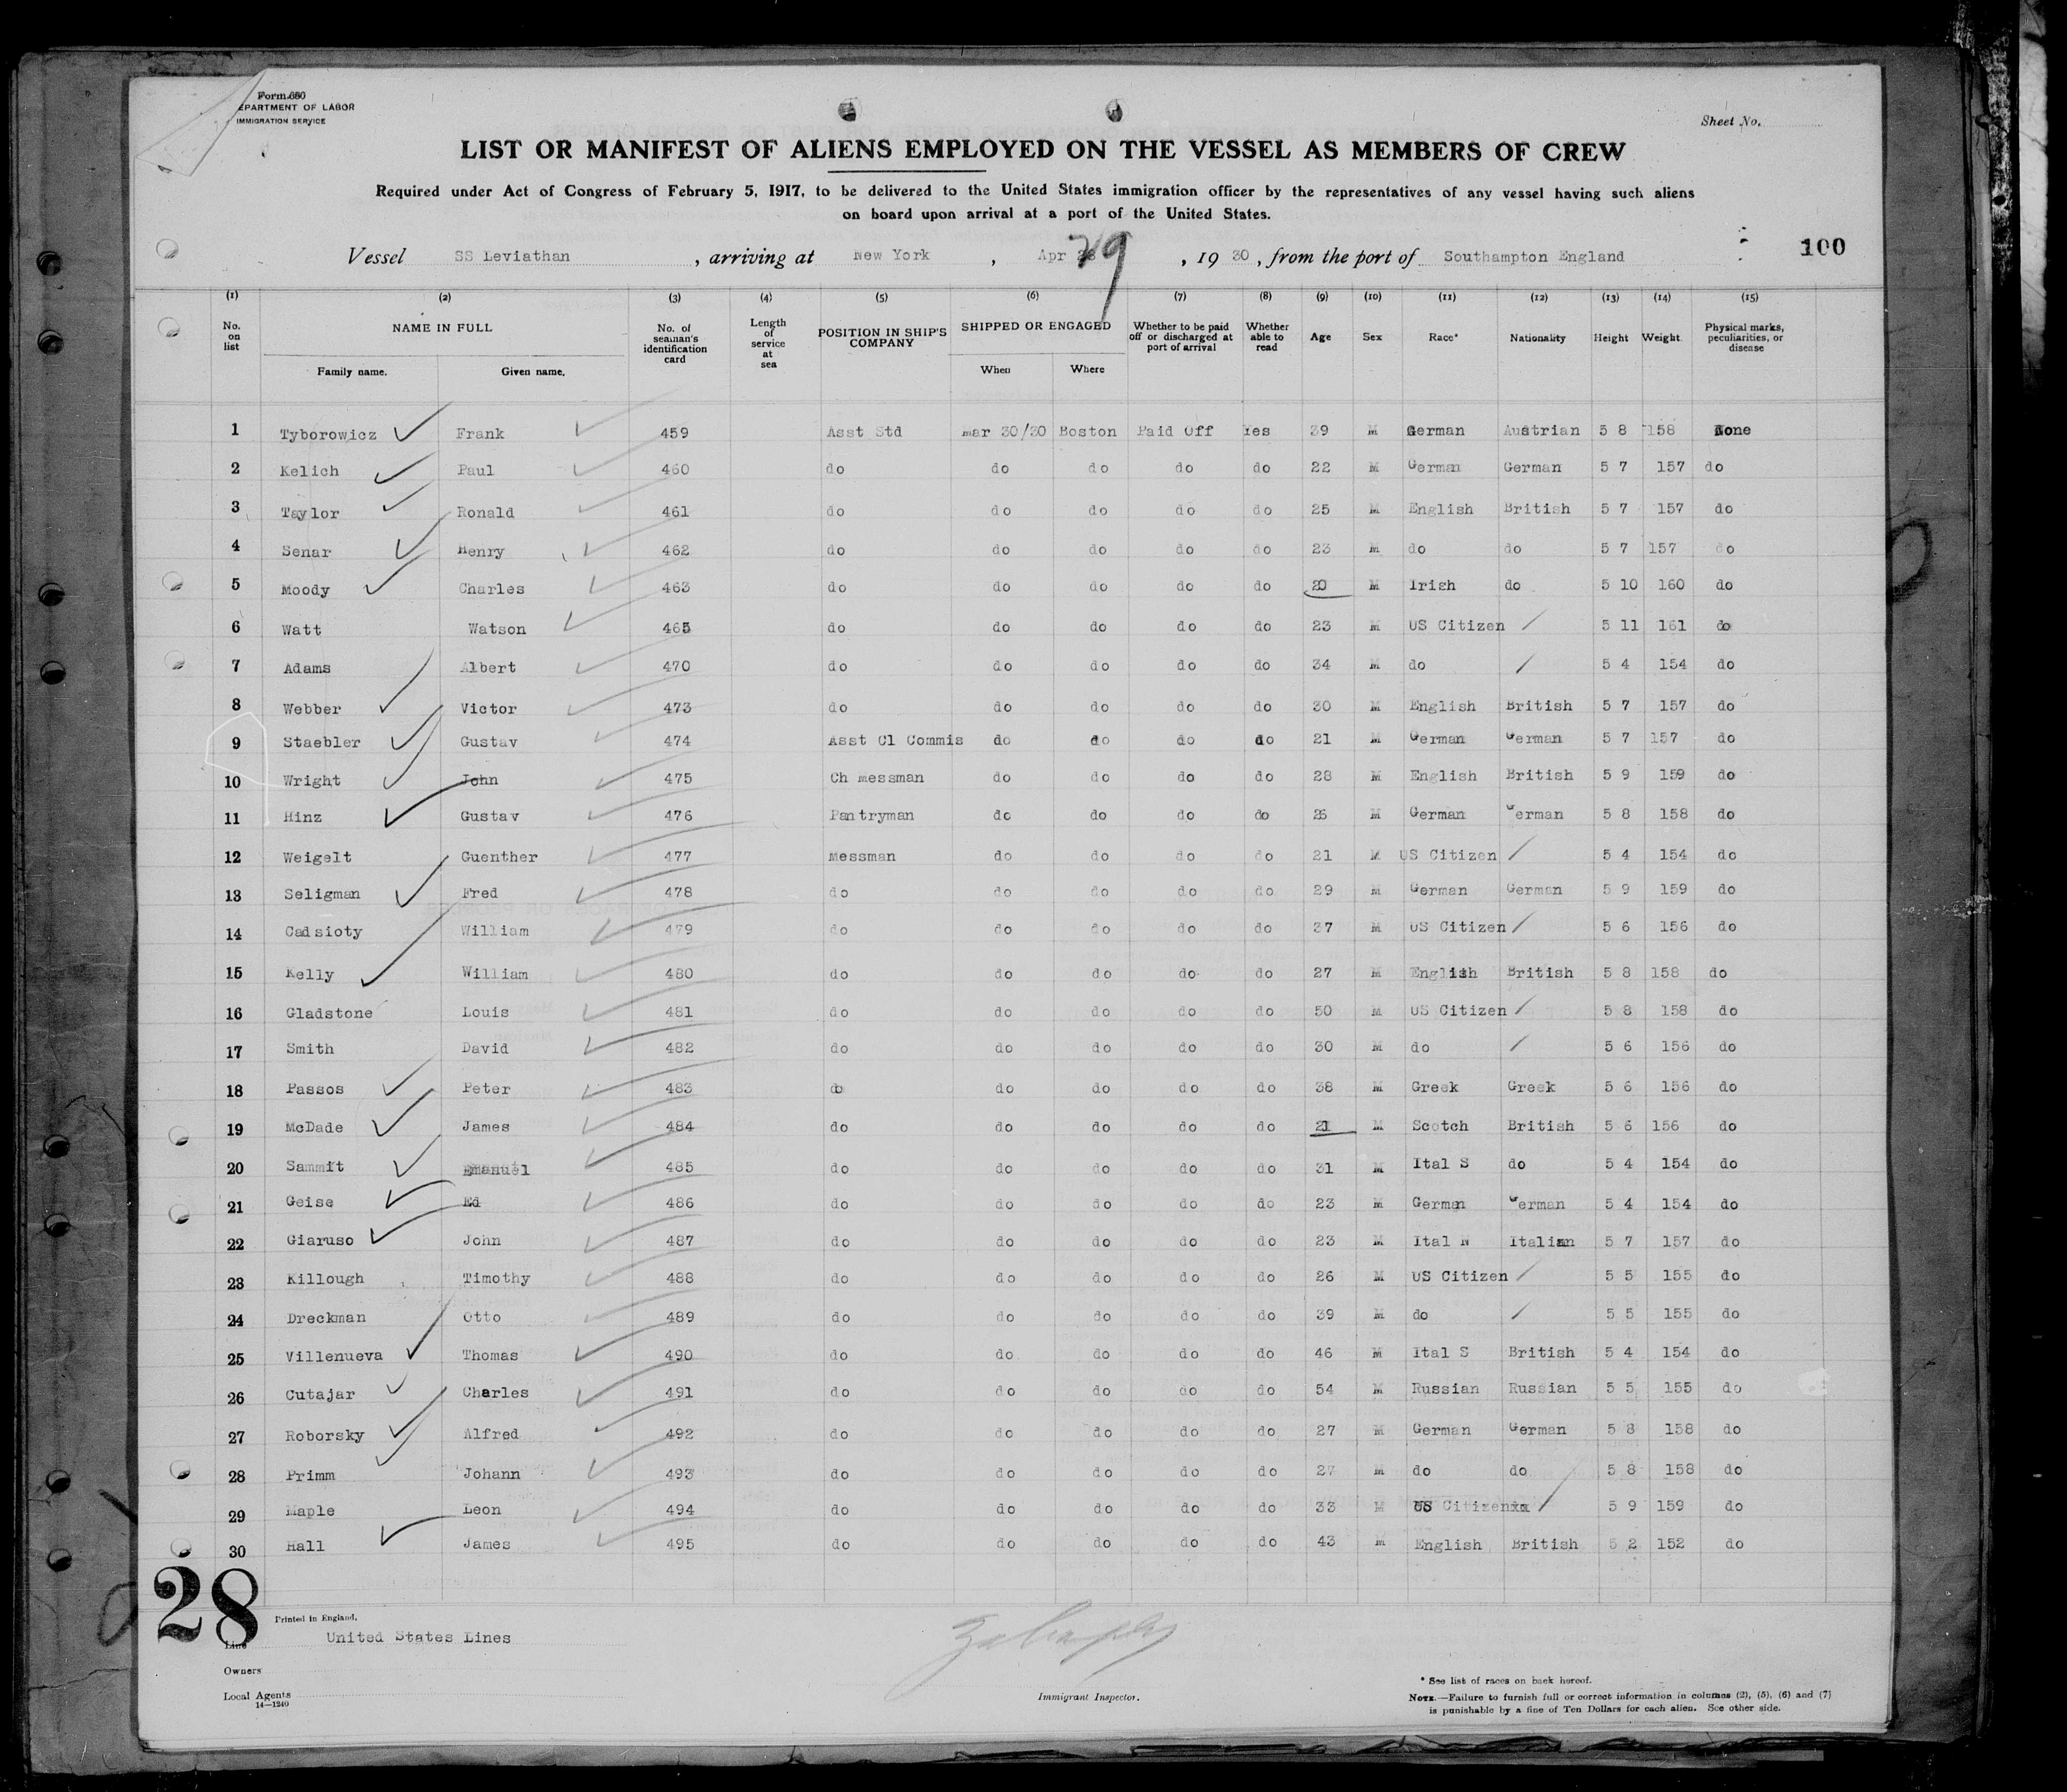 Form 680
DEPARTMENT OF LABOR
IMMIGRATION SERVICE
Sheet No.
LIST OR MANIFEST OF ALIENS EMPLOYED ON THE VESSEL AS MEMBERS OF CREW
Required under Act of Congress of February 5, 1917, to be delivered to the United States immigration officer by the representatives of any vessel having such aliens
on board upon arrival at a port of the United States.
Vessel SS Leviathan , arriving at New York , Apr 29 , 19 30 , from the port of Southampton England 100
(1) (2) (3) (4) (5) (6) (7) (8) (9) (10) (11) (12) (13) (14) (15)
No. on list NAME IN FULL No. of seaman's identification card Length of service at sea POSITION IN SHIP'S COMPANY SHIPPED OR ENGAGED Whether to be paid off or discharged at port of arrival Whether able to read Age Sex Race* Nationality Height Weight Physical marks, peculiarities, or disease
Family name. Given name. When Where
1 Tyborowicz Frank 459 Asst Std mar 30/30 Boston Paid Off Yes 39 M German Austrian 5 8 158 None
2 Kelich Paul 460 do do do do do 22 M German German 5 7 157 do
3 Taylor Ronald 461 do do do do do 25 M English British 5 7 157 do
4 Senar Henry 462 do do do do do 23 M do do 5 7 157 do
5 Moody Charles 463 do do do do do 20 M Irish do 5 10 160 do
6 Watt Watson 465 do do do do do 23 M US Citizen / 5 11 161 do
7 Adams Albert 470 do do do do do 34 M do / 5 4 154 do
8 Webber Victor 473 do do do do do 30 M English British 5 7 157 do
9 Staebler Gustav 474 Asst Cl Commis do do do do 21 M German German 5 7 157 do
10 Wright John 475 Ch messman do do do do 28 M English British 5 9 159 do
11 Hinz Gustav 476 Pantryman do do do do 26 M German German 5 8 158 do
12 Weigelt Guenther 477 messman do do do do 21 M US Citizen / 5 4 154 do
13 Seligman Fred 478 do do do do do 29 M German German 5 9 159 do
14 Cadsioty William 479 do do do do do 37 M US Citizen / 5 6 156 do
15 Kelly William 480 do do do do do 27 M English British 5 8 158 do
16 Gladstone Louis 481 do do do do do 50 M US Citizen / 5 8 158 do
17 Smith David 482 do do do do do 30 M do / 5 6 156 do
18 Passos Peter 483 do do do do do 38 M Greek Greek 5 6 156 do
19 McDade James 484 do do do do do 21 M Scotch British 5 6 156 do
20 Sammit Emanuel 485 do do do do do 31 M Ital S do 5 4 154 do
21 Geise Ed 486 do do do do do 23 M German German 5 4 154 do
22 Giaruso John 487 do do do do do 23 M Ital N Italian 5 7 157 do
23 Killough Timothy 488 do do do do do 26 M US Citizen / 5 5 155 do
24 Dreckman Otto 489 do do do do do 39 M do / 5 5 155 do
25 Villenueva Thomas 490 do do do do do 46 M Ital S British 5 4 154 do
26 Cutajar Charles 491 do do do do do 54 M Russian Russian 5 5 155 do
27 Roborsky Alfred 492 do do do do do 27 M German German 5 8 158 do
28 Primm Johann 493 do do do do do 27 M do do 5 8 158 do
29 Maple Leon 494 do do do do do 33 M US Citizen / 5 9 159 do
30 Hall James 495 do do do do do 43 M English British 5 2 152 do
28
Printed in England.
Line United States Lines
Owners
Local Agents
14—1240
Immigrant Inspector.
* See list of races on back hereof.
NOTE.—Failure to furnish full or correct information in columns (2), (5), (6) and (7)
is punishable by a fine of Ten Dollars for each alien. See other side.